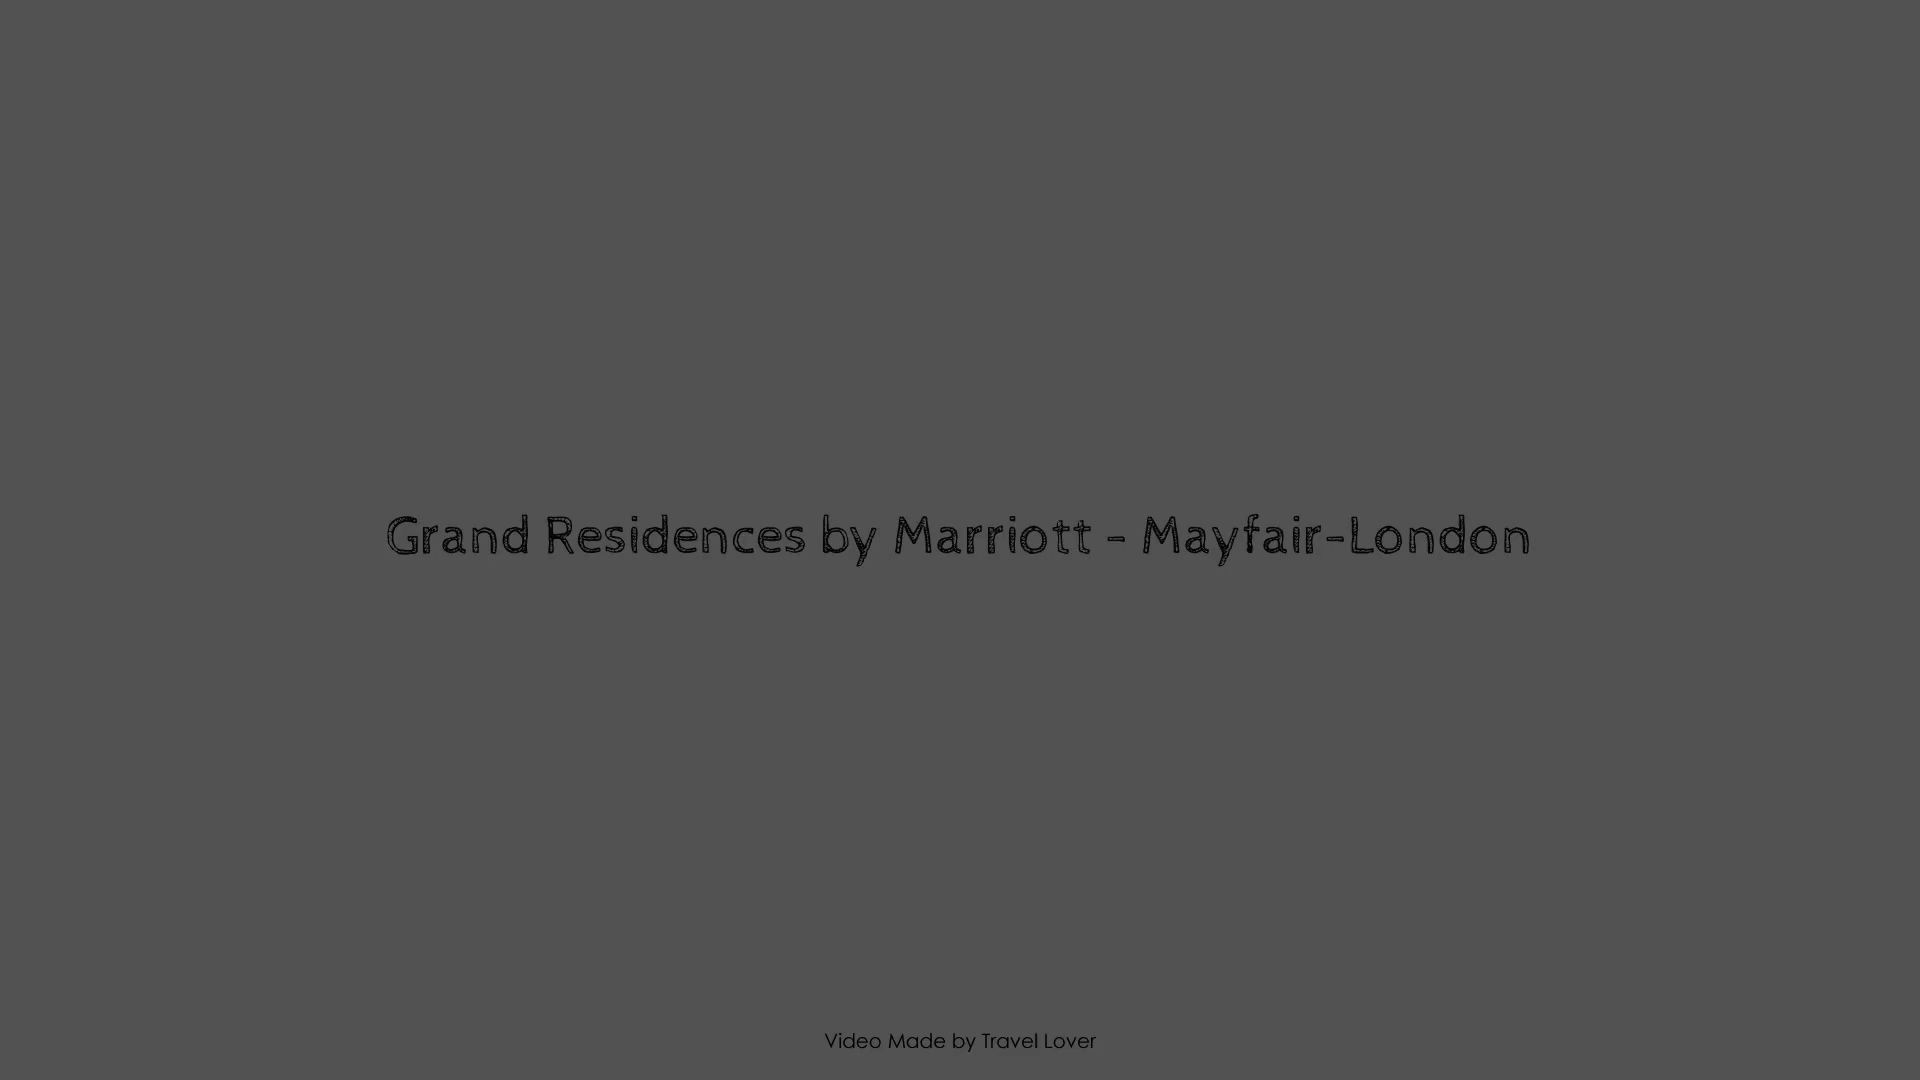 Grand Residences by Marriott - Mayfair-London
Video Made by Travel Lover